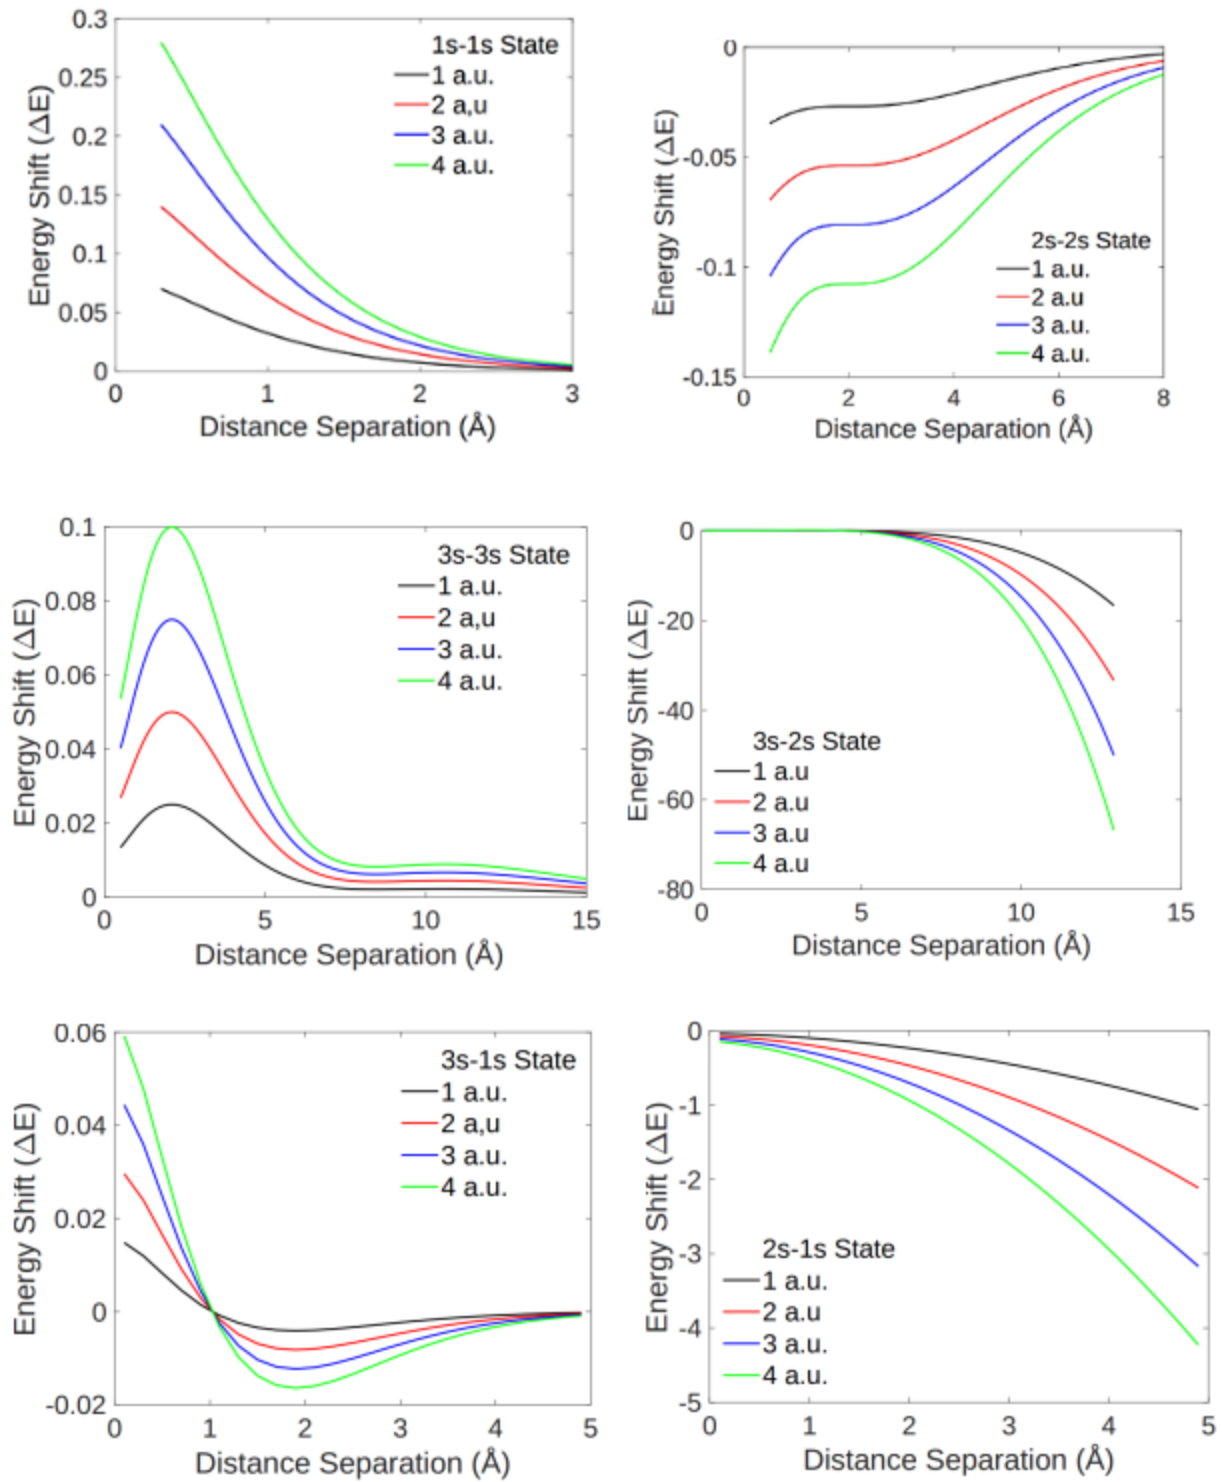 0.3
0.25
0.2
0.15
0.1
0.05
0
Energy Shift (ΔE)
1s-1s State
1 a.u.
2 a,u
3 a.u.
4 a.u.
0
1
2
3
Distance Separation (Å)
0
-0.05
-0.1
-0.15
Energy Shift (ΔE)
2s-2s State
1 a.u.
2 a.u
3 a.u.
4 a.u.
0
2
4
6
8
Distance Separation (Å)
0.1
0.08
0.06
0.04
0.02
0
Energy Shift (ΔE)
3s-3s State
1 a.u.
2 a,u
3 a.u.
4 a.u.
0
5
10
15
Distance Separation (Å)
0
-20
-40
-60
-80
Energy Shift (ΔE)
3s-2s State
1 a.u
2 a.u
3 a.u
4 a.u
0
5
10
15
Distance Separation (Å)
0.06
0.04
0.02
0
-0.02
Energy Shift (ΔE)
3s-1s State
1 a.u.
2 a,u
3 a.u.
4 a.u.
0
1
2
3
4
5
Distance Separation (Å)
0
-1
-2
-3
-4
-5
Energy Shift (ΔE)
2s-1s State
1 a.u.
2 a.u
3 a.u.
4 a.u.
0
1
2
3
4
5
Distance Separation (Å)